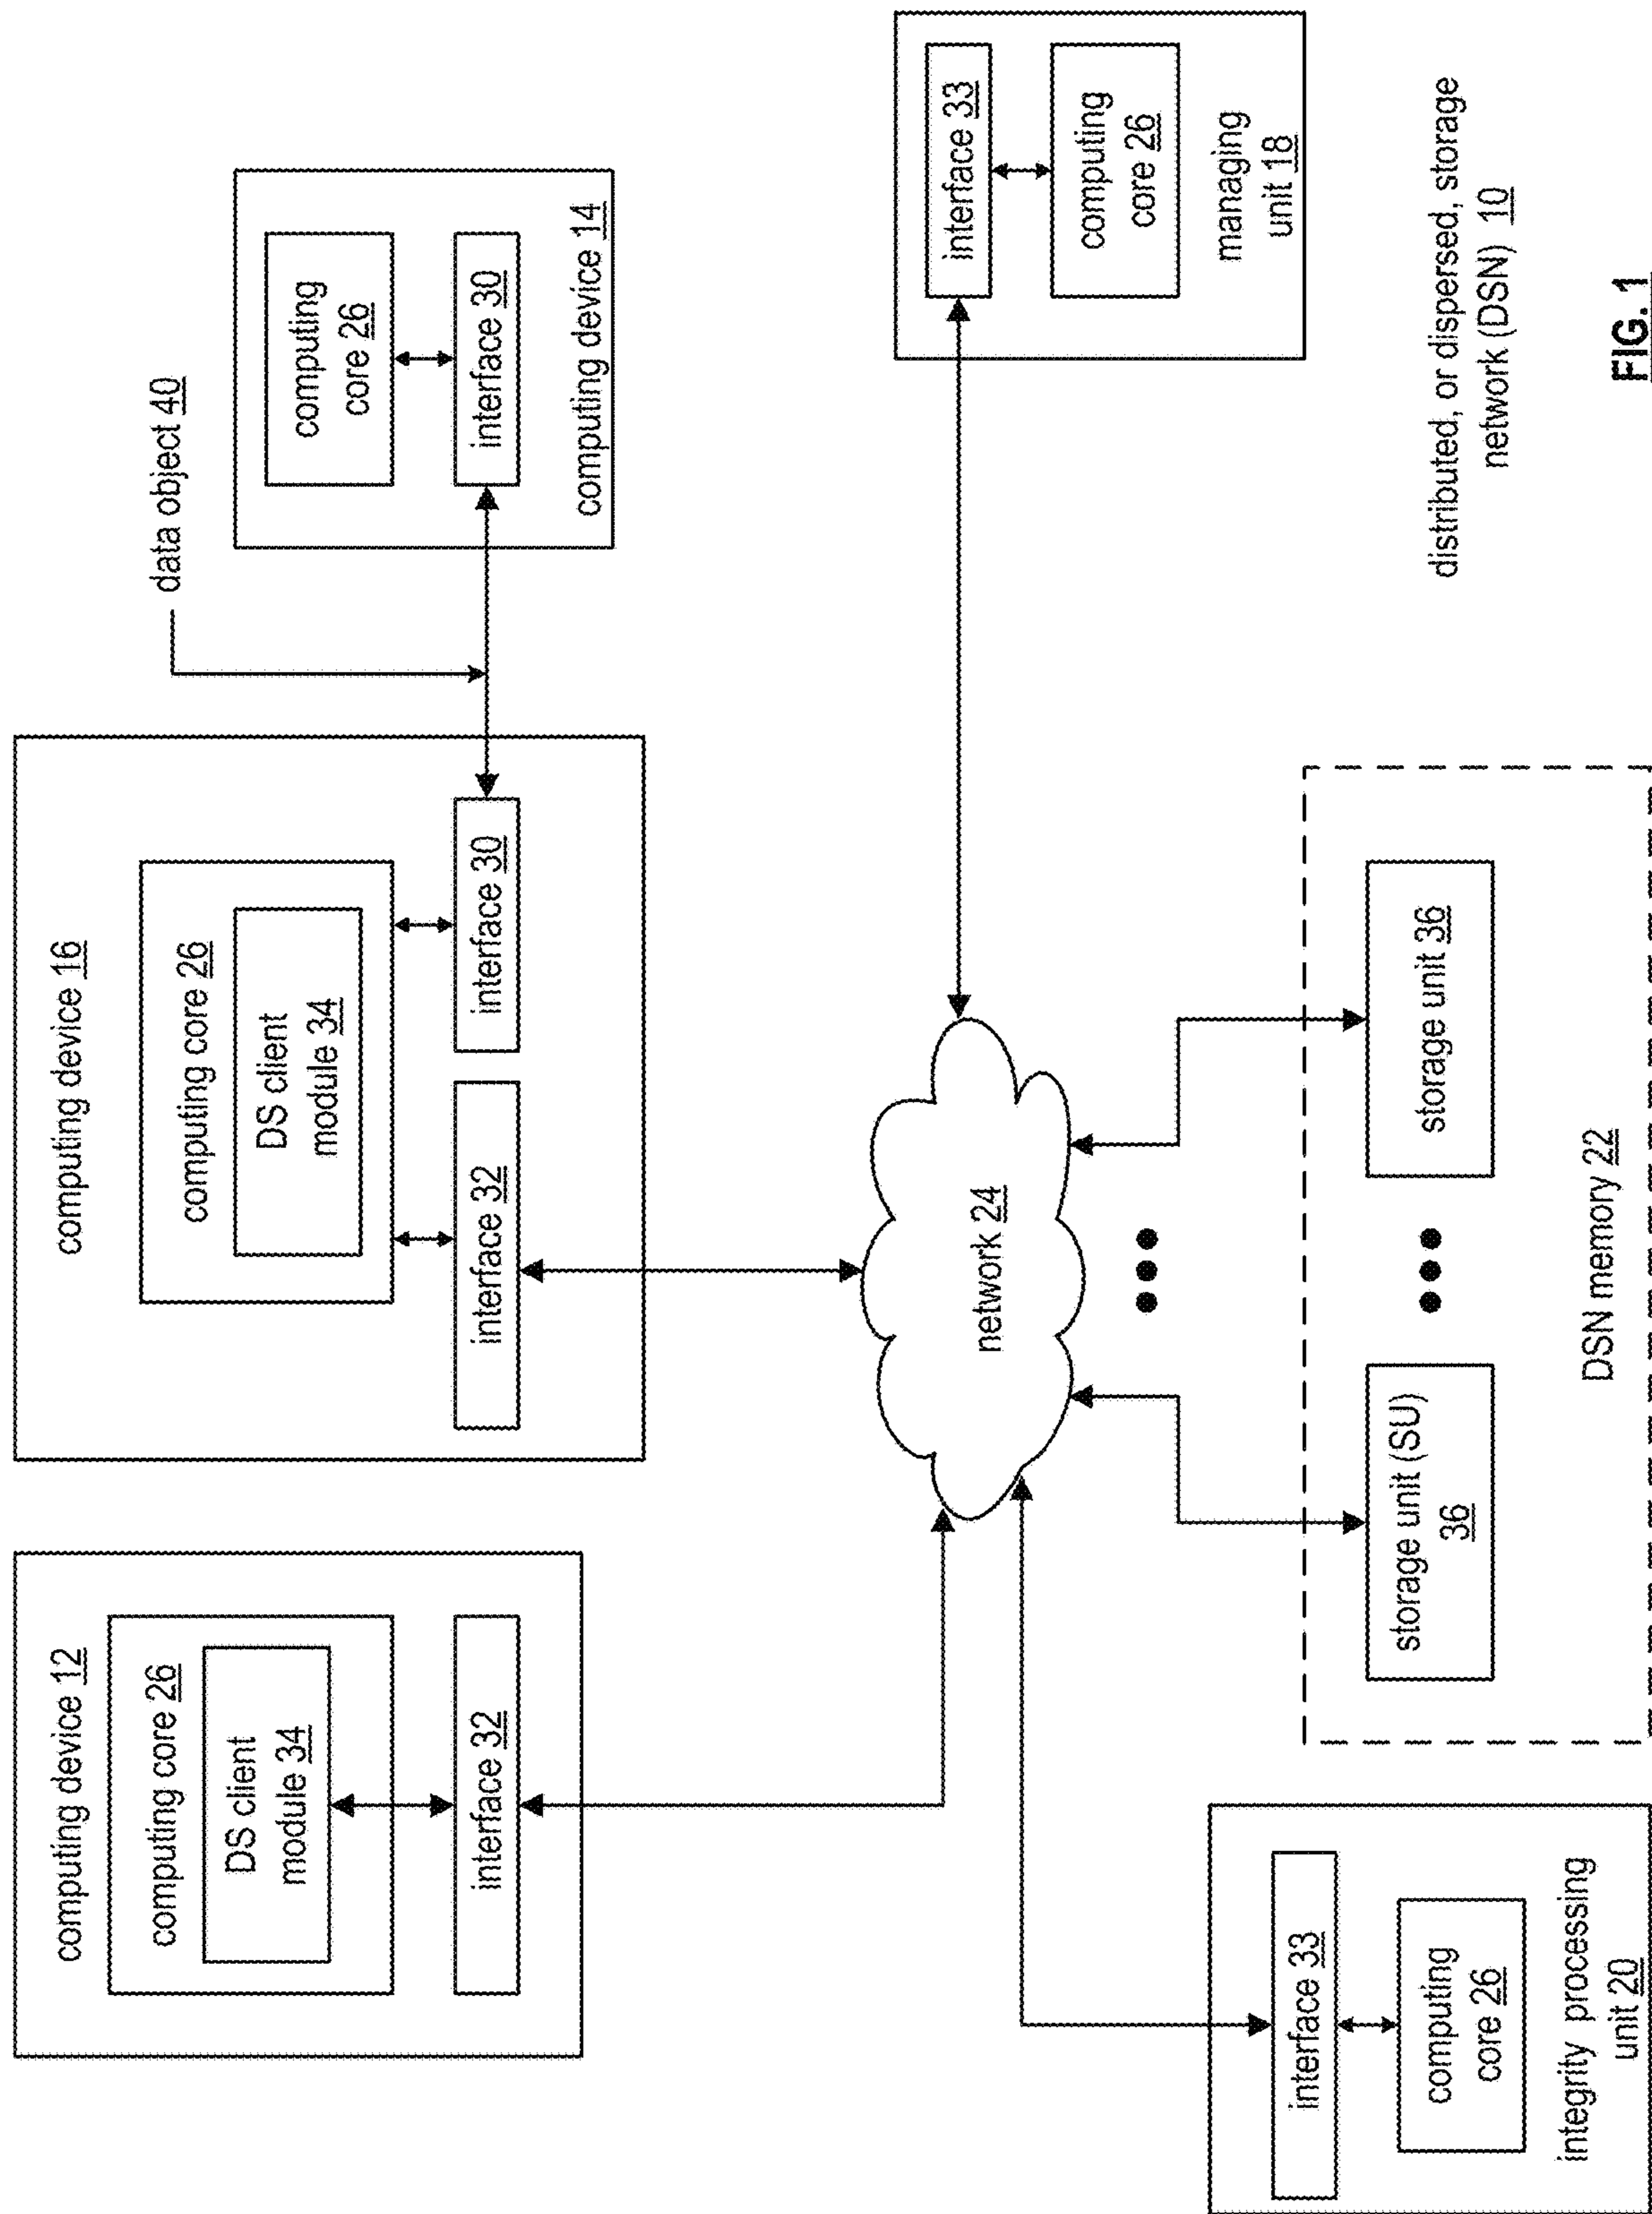 computing device 12
computing core 26
DS client
module 34
interface 32
computing device 16
computing core 26
DS client
module 34
interface 32
interface 30
data object 40
computing
core 26
interface 30
computing device 14
network 24
interface 33
computing
core 26
managing
unit 18
interface 33
computing
core 26
integrity processing
unit 20
storage unit (SU)
36
storage unit 36
DSN memory 22
distributed, or dispersed, storage
network (DSN) 10
FIG. 1